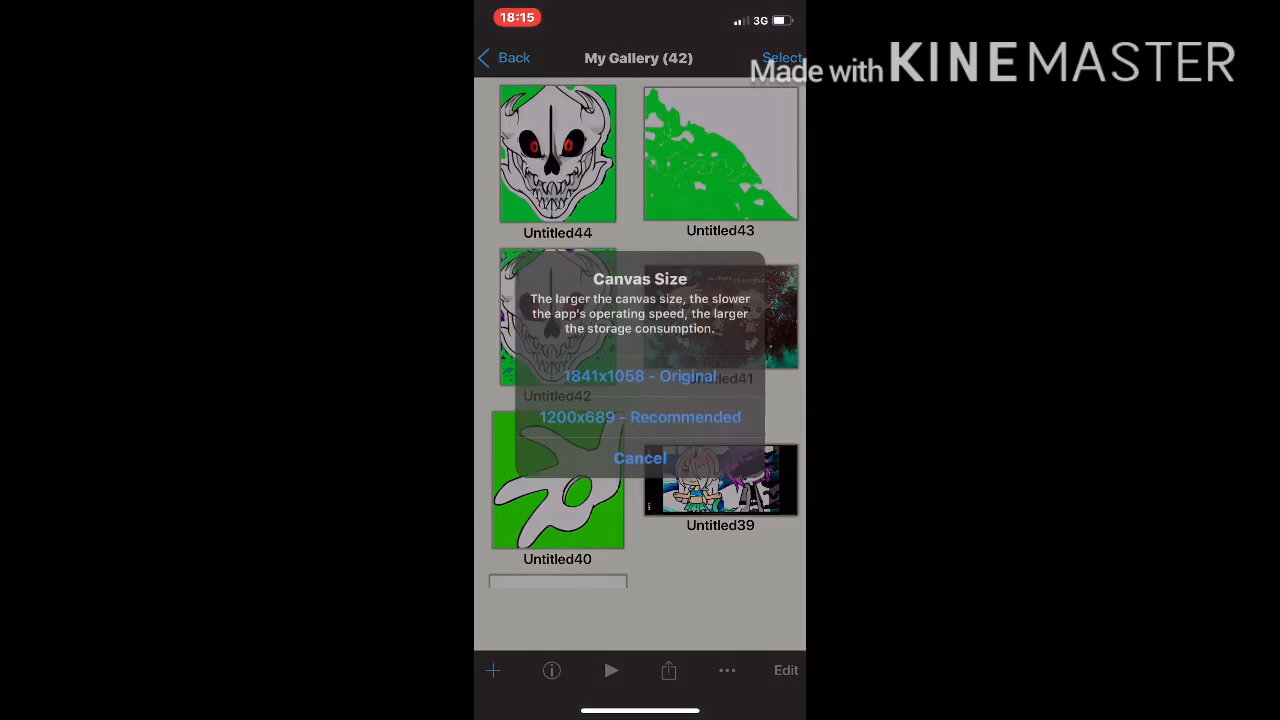 18:15
3G
Back
My Gallery (42)
Select
Made with KINEMASTER
Untitled44
Untitled43
Canvas Size
The larger the canvas size, the slower
the app's operating speed, the larger
the storage consumption.
1841x1058 - Original
Untitled41
Untitled42
1200x689 - Recommended
Cancel
Untitled39
Untitled40
Edit